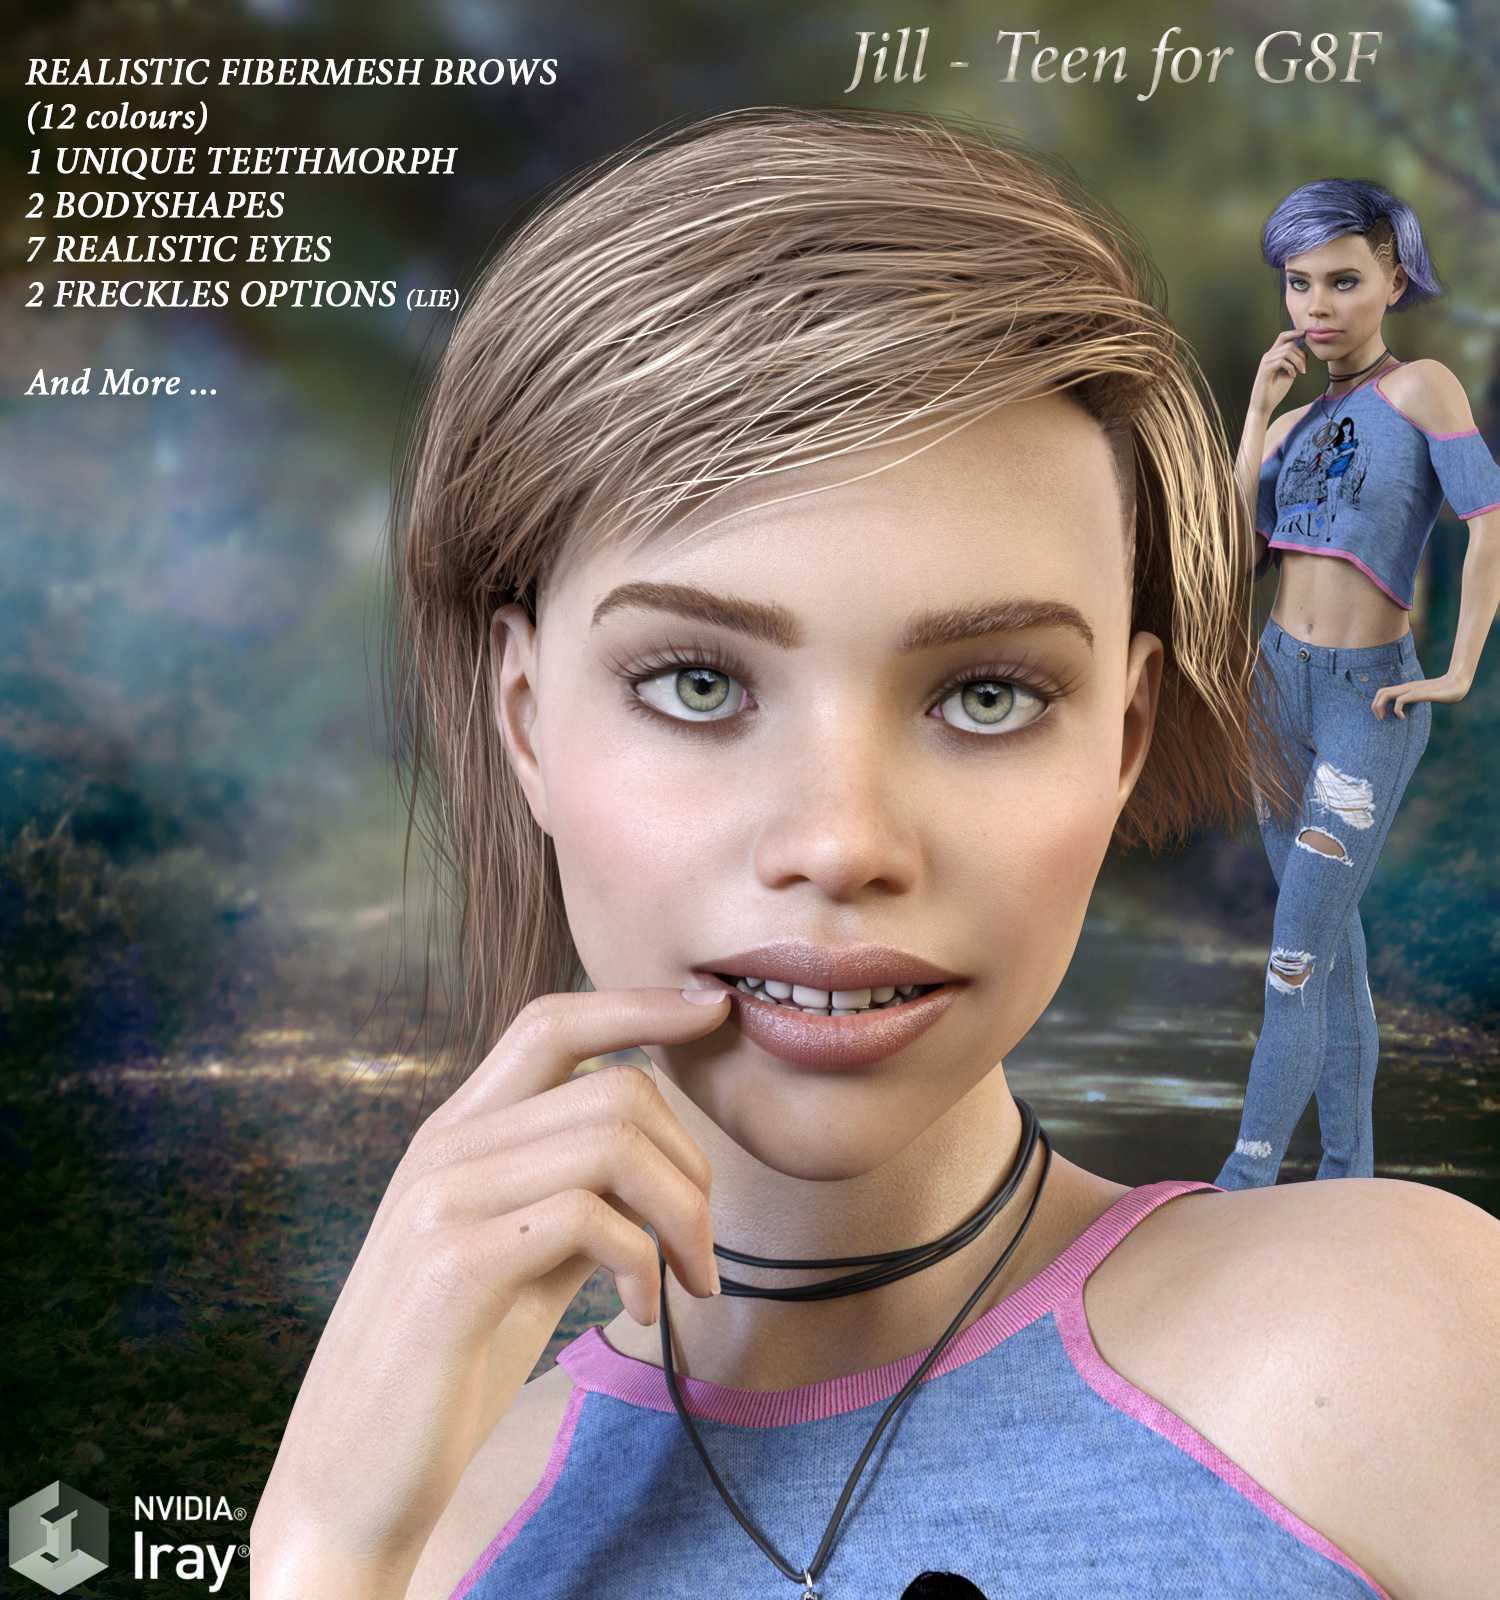 Jill - Teen for G8F
REALISTIC FIBERMESH BROWS
(12 colours)
1 UNIQUE TEETHMORPH
2 BODYSHAPES
7 REALISTIC EYES
2 FRECKLES OPTIONS (LIE)
And More ...
NVIDIA®
Iray®